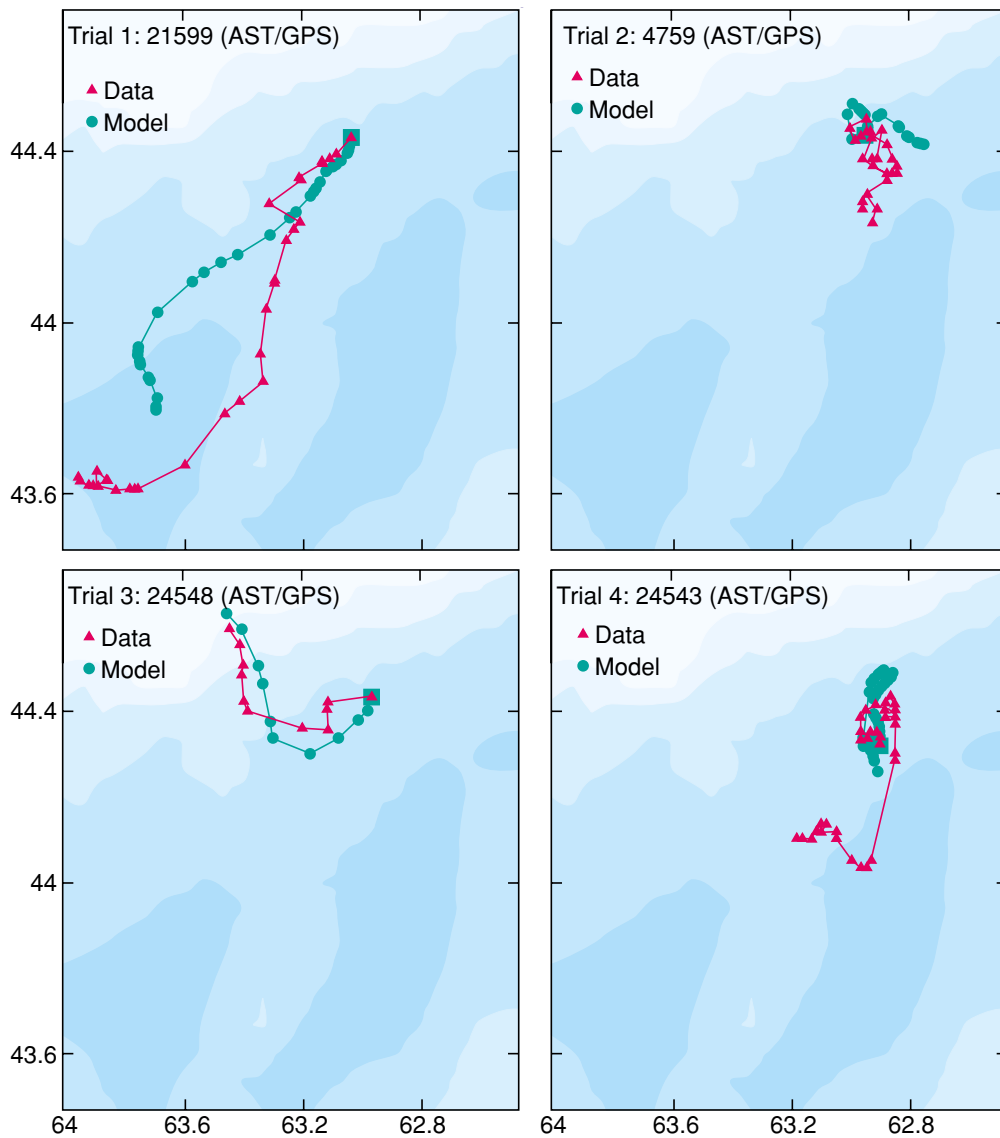 Trial 1: 21599 (AST/GPS)
Data
Model
44.4
44
43.6
Trial 2: 4759 (AST/GPS)
Data
Model
Trial 3: 24548 (AST/GPS)
Data
Model
44.4
44
43.6
64 63.6 63.2 62.8
Trial 4: 24543 (AST/GPS)
Data
Model
64 63.6 63.2 62.8